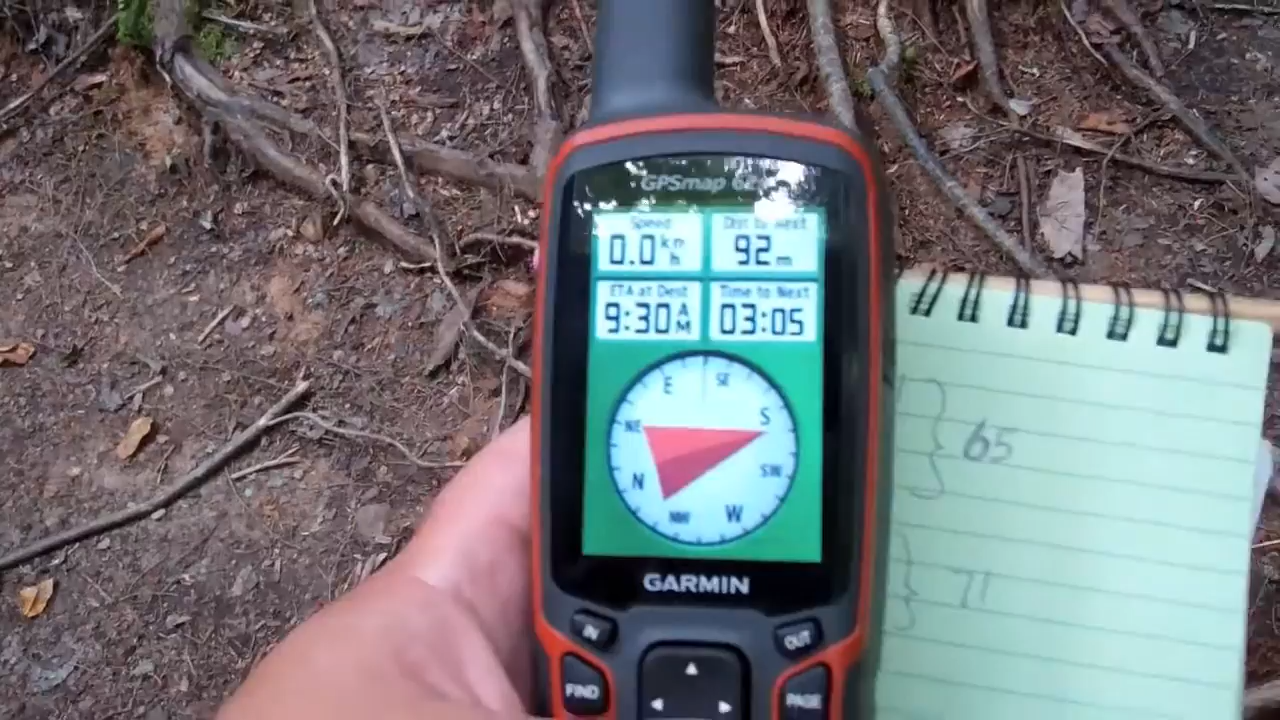 GPSmap 62
Speed
0.0 km h
Dist to Next
92 m
ETA at Dest
9:30 AM
Time to Next
03:05
E
SE
NE
S
N
SW
NW
W
GARMIN
IN
OUT
FIND
PAGE
65
71